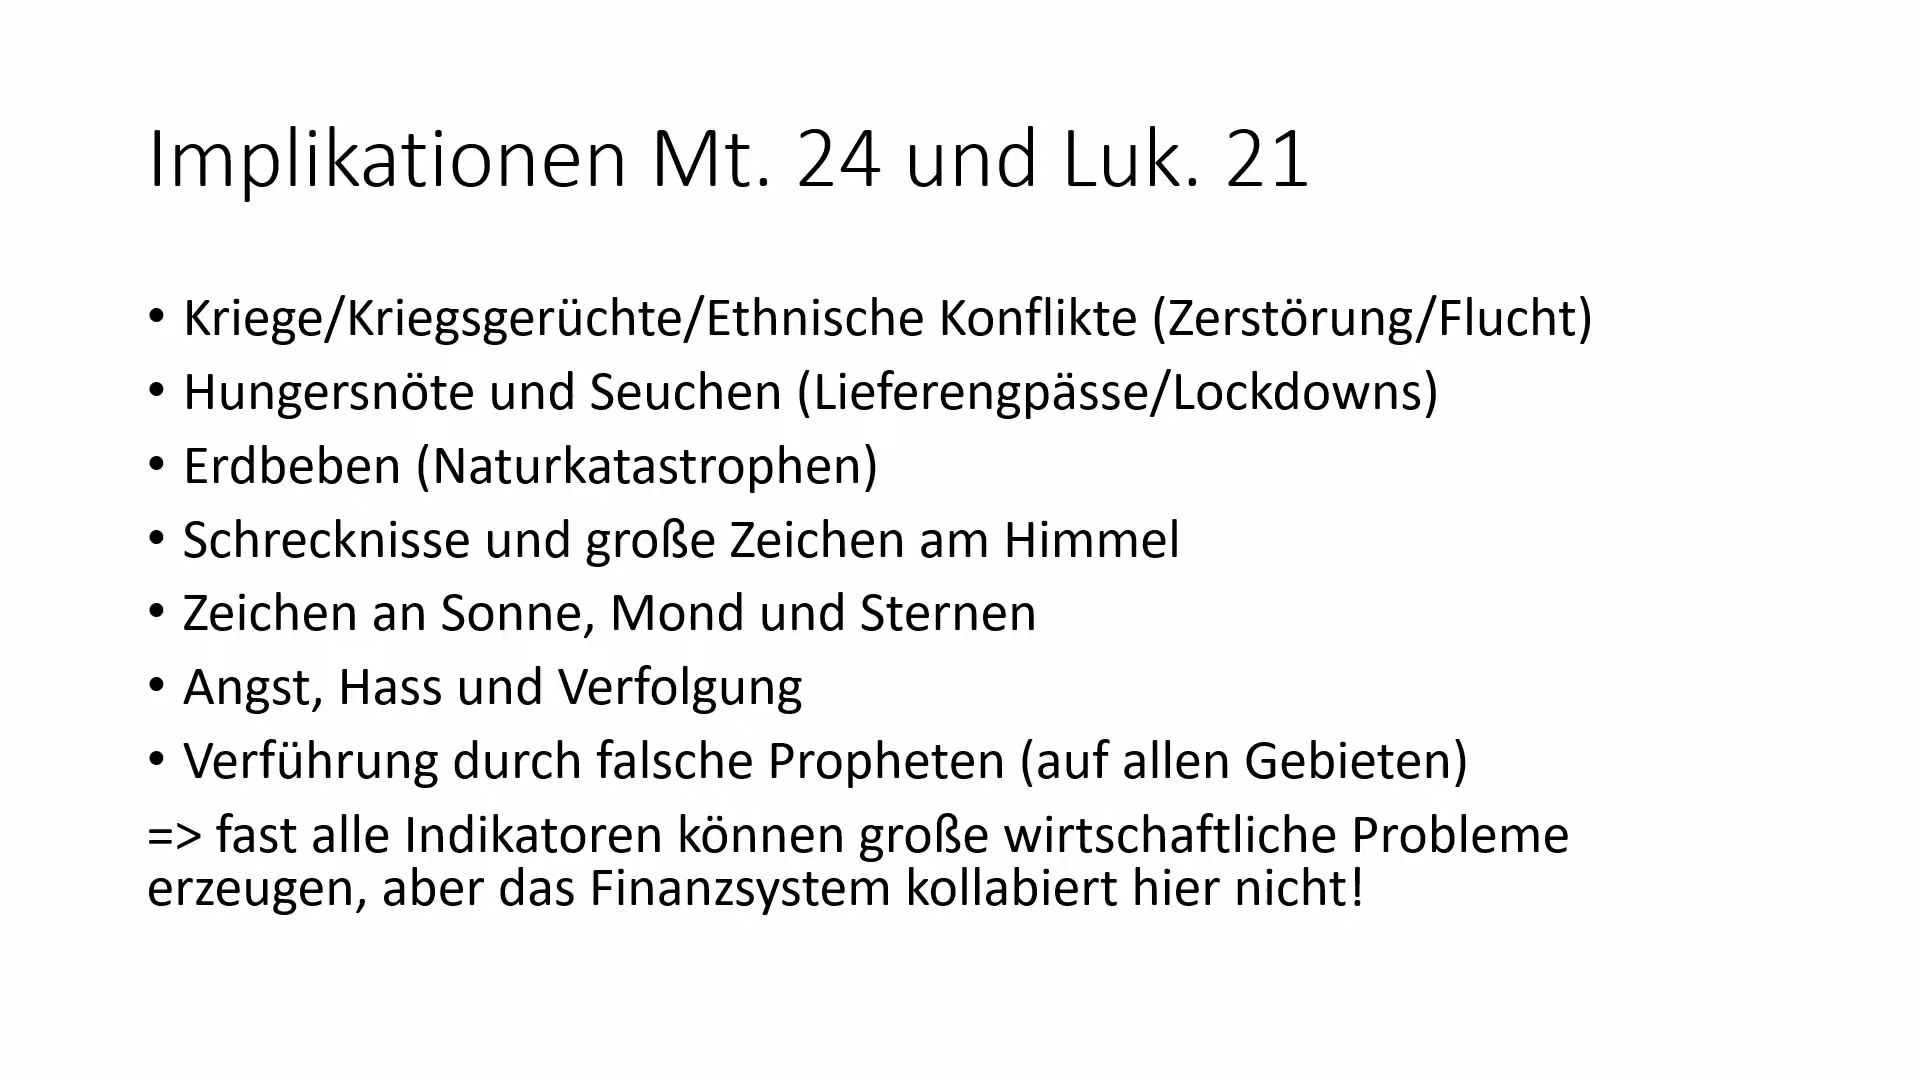 Implikationen Mt. 24 und Luk. 21
• Kriege/Kriegsgerüchte/Ethnische Konflikte (Zerstörung/Flucht)
• Hungersnöte und Seuchen (Lieferengpässe/Lockdowns)
• Erdbeben (Naturkatastrophen)
• Schrecknisse und große Zeichen am Himmel
• Zeichen an Sonne, Mond und Sternen
• Angst, Hass und Verfolgung
• Verführung durch falsche Propheten (auf allen Gebieten)
=> fast alle Indikatoren können große wirtschaftliche Probleme
erzeugen, aber das Finanzsystem kollabiert hier nicht!